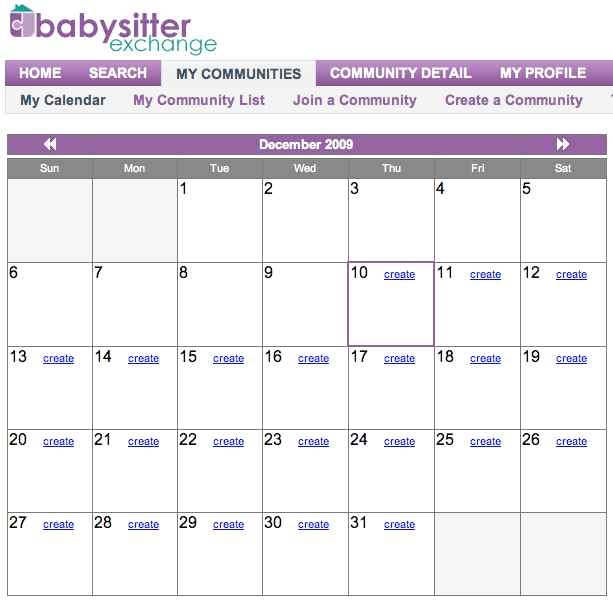 babysitter
exchange
HOME SEARCH MY COMMUNITIES COMMUNITY DETAIL MY PROFILE
My Calendar My Community List Join a Community Create a Community
December 2009
Sun Mon Tue Wed Thu Fri Sat
1 2 3 4 5
6 7 8 9 10 create 11 create 12 create
13 create 14 create 15 create 16 create 17 create 18 create 19 create
20 create 21 create 22 create 23 create 24 create 25 create 26 create
27 create 28 create 29 create 30 create 31 create